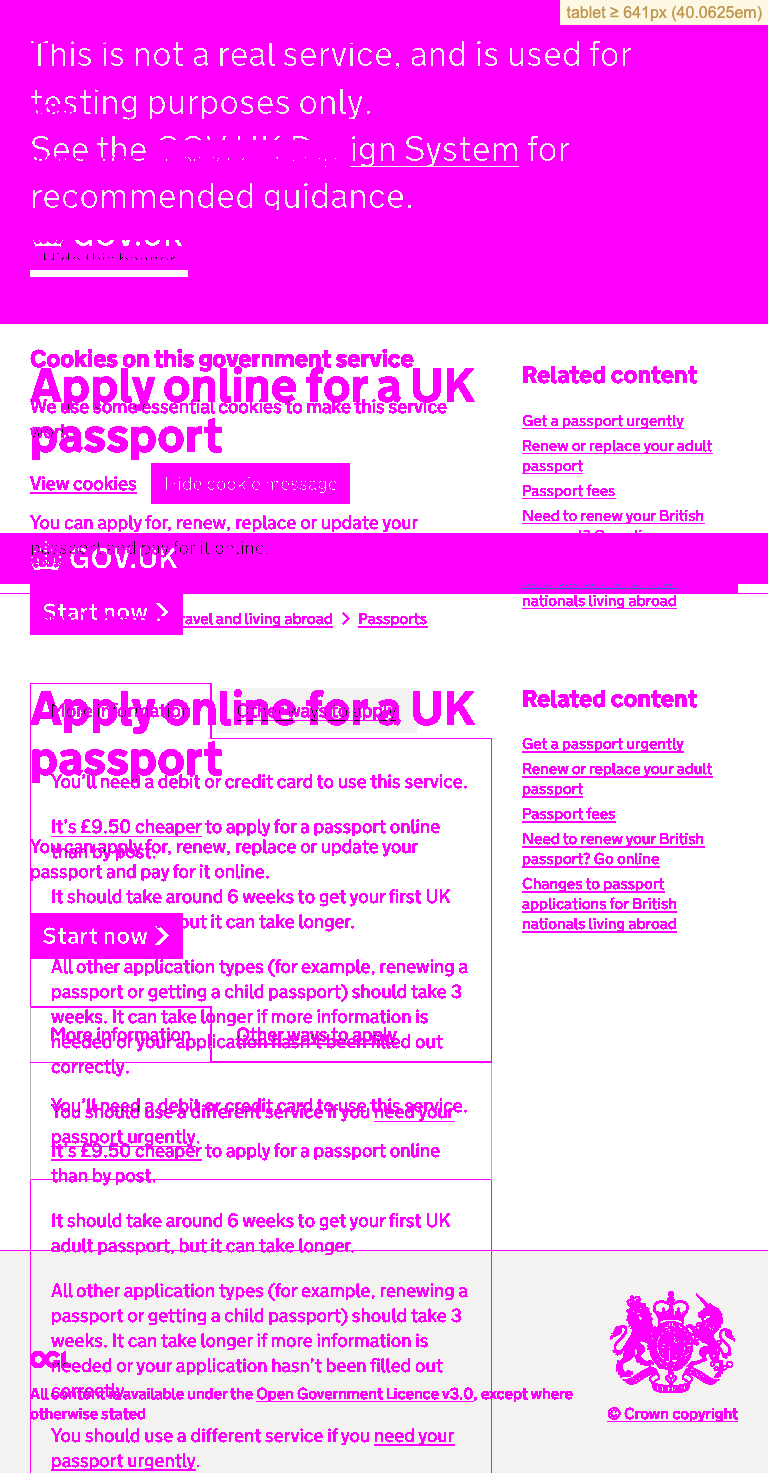 tablet ≥ 641px (40.0625em)
This is not a real service, and is used for
testing purposes only.
See the GOV.UK Design System for
recommended guidance.
GOV.UK
Hide this banner
Cookies on this government service
Apply online for a UK
passport
We use some essential cookies to make this service
work.
View cookies
Hide cookie message
You can apply for, renew, replace or update your
passport and pay for it online.
Related content
Get a passport urgently
Renew or replace your adult
passport
Passport fees
Need to renew your British
nationals living abroad
GOV.UK
Start now
travel and living abroad
Passports
Apply online for a UK
passport
More information
Other ways to apply
You'll need a debit or credit card to use this service.
It's £9.50 cheaper to apply for a passport online
than by post.
You can apply for, renew, replace or update your
passport and pay for it online.
It should take around 6 weeks to get your first UK
but it can take longer.
Start now
All other application types (for example, renewing a
passport or getting a child passport) should take 3
weeks. It can take longer if more information is
needed or your application hasn't been filled out
correctly.
More information
Other ways to apply
Related content
Get a passport urgently
Renew or replace your adult
passport
Passport fees
Need to renew your British
passport? Go online
Changes to passport
applications for British
nationals living abroad
You'll need a debit or credit card to use this service.
You should use a different service if you need your
passport urgently.
It's £9.50 cheaper to apply for a passport online
than by post.
It should take around 6 weeks to get your first UK
adult passport, but it can take longer.
All other application types (for example, renewing a
passport or getting a child passport) should take 3
weeks. It can take longer if more information is
needed or your application hasn't been filled out
correctly.
OGL
All content is available under the Open Government Licence v3.0, except where
otherwise stated
© Crown copyright
You should use a different service if you need your
passport urgently.